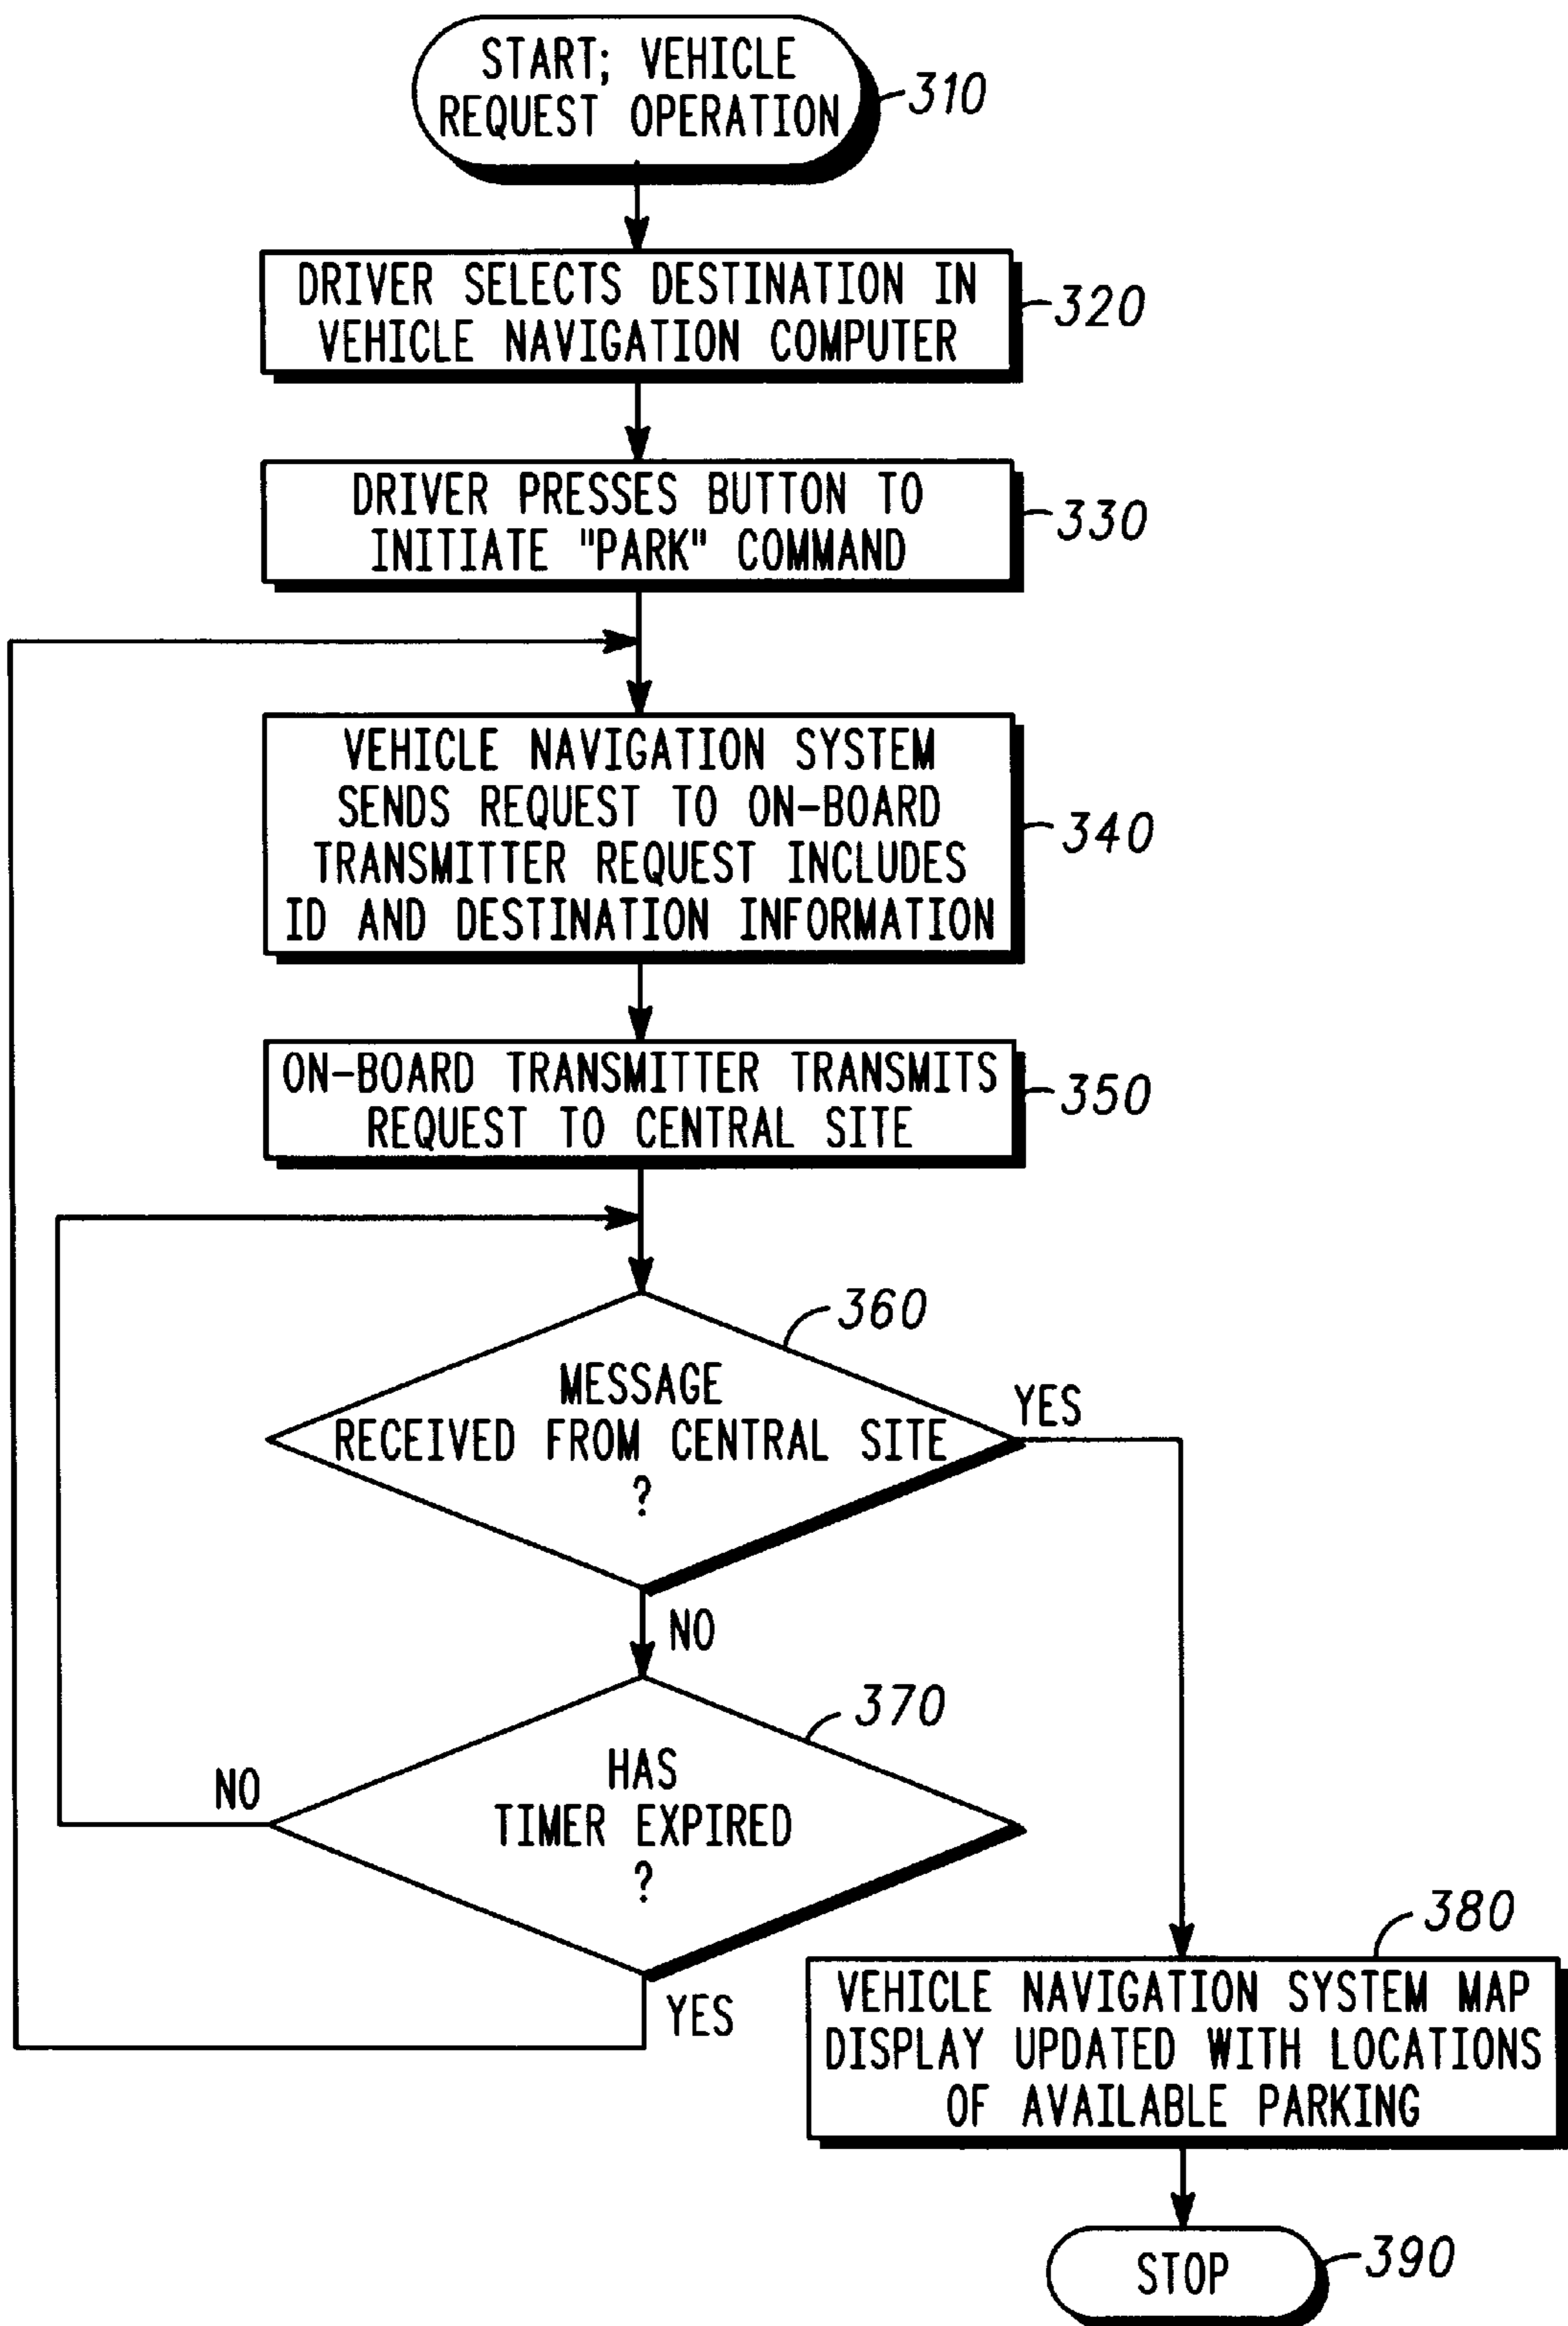 START; VEHICLE
REQUEST OPERATION
310
DRIVER SELECTS DESTINATION IN
VEHICLE NAVIGATION COMPUTER
320
DRIVER PRESSES BUTTON TO
INITIATE "PARK" COMMAND
330
VEHICLE NAVIGATION SYSTEM
SENDS REQUEST TO ON-BOARD
TRANSMITTER REQUEST INCLUDES
ID AND DESTINATION INFORMATION
340
ON-BOARD TRANSMITTER TRANSMITS
REQUEST TO CENTRAL SITE
350
360
MESSAGE
RECEIVED FROM CENTRAL SITE
?
YES
NO
370
HAS
TIMER EXPIRED
?
NO
YES
380
VEHICLE NAVIGATION SYSTEM MAP
DISPLAY UPDATED WITH LOCATIONS
OF AVAILABLE PARKING
STOP
390